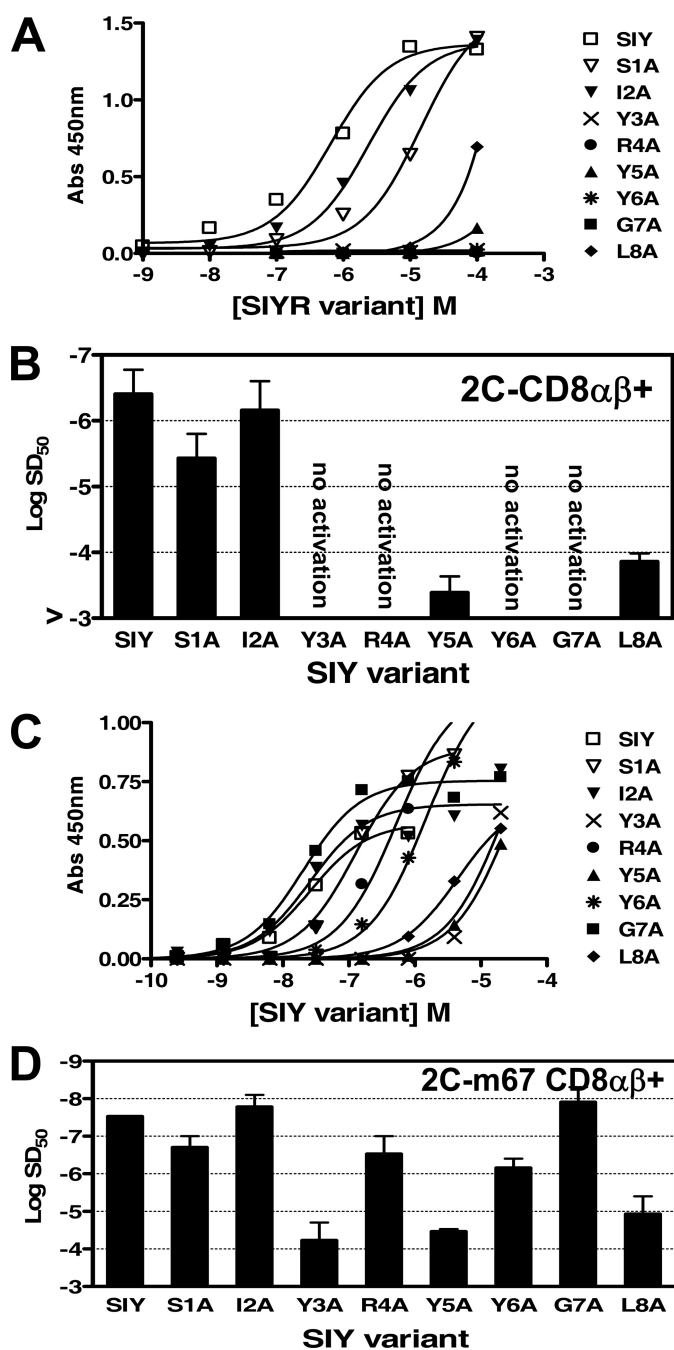 A
Abs 450nm
1.5
1.0
0.5
0.0
-9 -8 -7 -6 -5 -4 -3
[SIYR variant] M
SIY
S1A
I2A
Y3A
R4A
Y5A
Y6A
G7A
L8A
B
2C-CD8αβ+
Log SD50
-7
-6
-5
-4
> -3
no activation
no activation
no activation
no activation
SIY S1A I2A Y3A R4A Y5A Y6A G7A L8A
SIY variant
C
Abs 450nm
1.00
0.75
0.50
0.25
0.00
-10 -9 -8 -7 -6 -5 -4
[SIY variant] M
SIY
S1A
I2A
Y3A
R4A
Y5A
Y6A
G7A
L8A
D
2C-m67 CD8αβ+
Log SD50
-9
-8
-7
-6
-5
-4
-3
SIY S1A I2A Y3A R4A Y5A Y6A G7A L8A
SIY variant